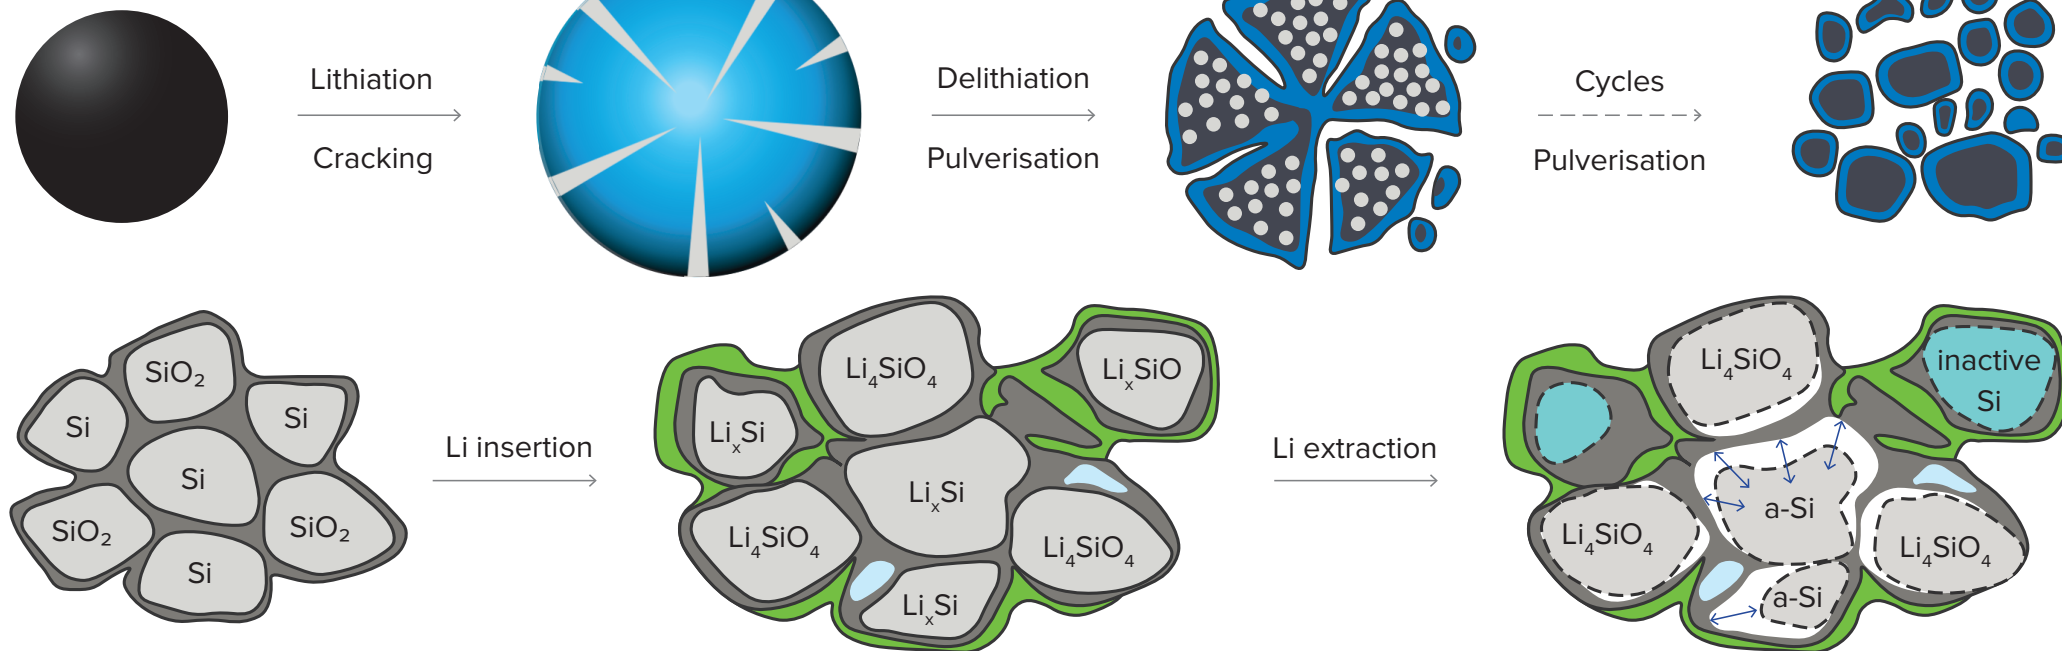 Lithiation
Cracking
Delithiation
Pulverisation
Cycles
Pulverisation
SiO₂
Si
Si
Si
SiO₂
SiO₂
Si
Li insertion
Li₄SiO₄
LiₓSiO
LiₓSi
LiₓSi
Li₄SiO₄
Li₄SiO₄
LiₓSi
Li extraction
Li₄SiO₄
inactive
Si
a-Si
Li₄SiO₄
Li₄SiO₄
a-Si